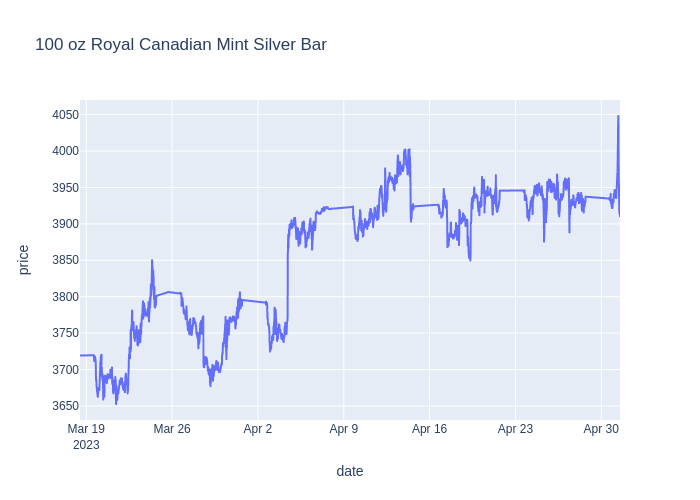 100 oz Royal Canadian Mint Silver Bar
4050
4000
3950
3900
3850
3800
3750
3700
3650
price
Mar 19 Mar 26 Apr 2 Apr 9 Apr 16 Apr 23 Apr 30
2023
date